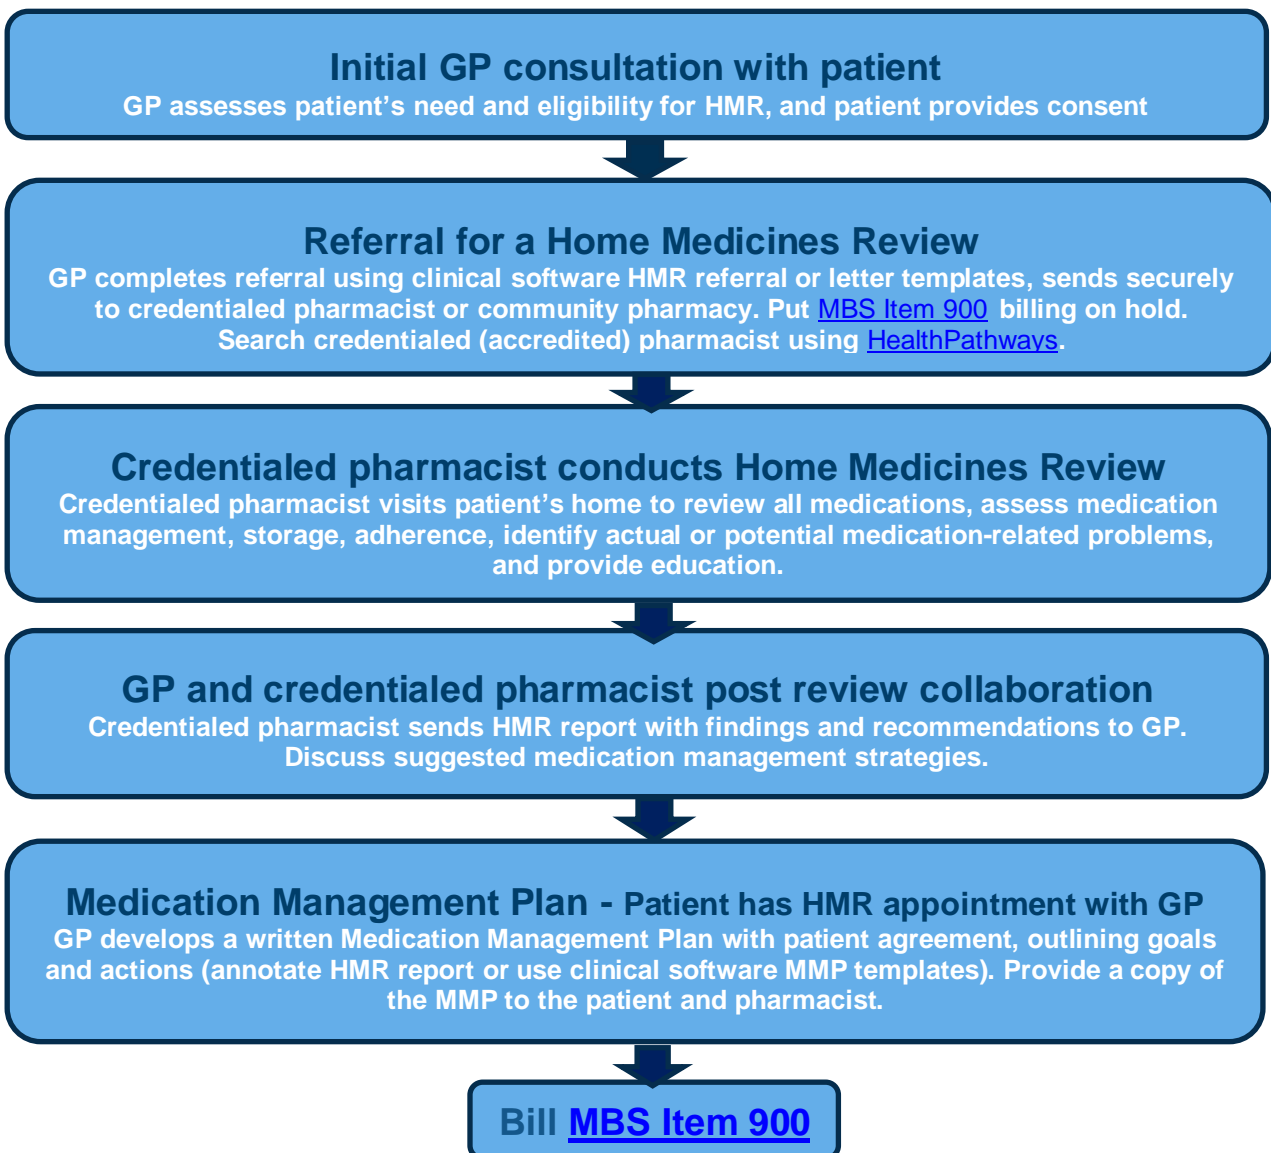 Initial GP consultation with patient
GP assesses patient's need and eligibility for HMR, and patient provides consent
Referral for a Home Medicines Review
GP completes referral using clinical software HMR referral or letter templates, sends securely
to credentialed pharmacist or community pharmacy. Put MBS Item 900 billing on hold.
Search credentialed (accredited) pharmacist using HealthPathways.
Credentialed pharmacist conducts Home Medicines Review
Credentialed pharmacist visits patient's home to review all medications, assess medication
management, storage, adherence, identify actual or potential medication-related problems,
and provide education.
GP and credentialed pharmacist post review collaboration
Credentialed pharmacist sends HMR report with findings and recommendations to GP.
Discuss suggested medication management strategies.
Medication Management Plan - Patient has HMR appointment with GP
GP develops a written Medication Management Plan with patient agreement, outlining goals
and actions (annotate HMR report or use clinical software MMP templates). Provide a copy of
the MMP to the patient and pharmacist.
Bill MBS Item 900